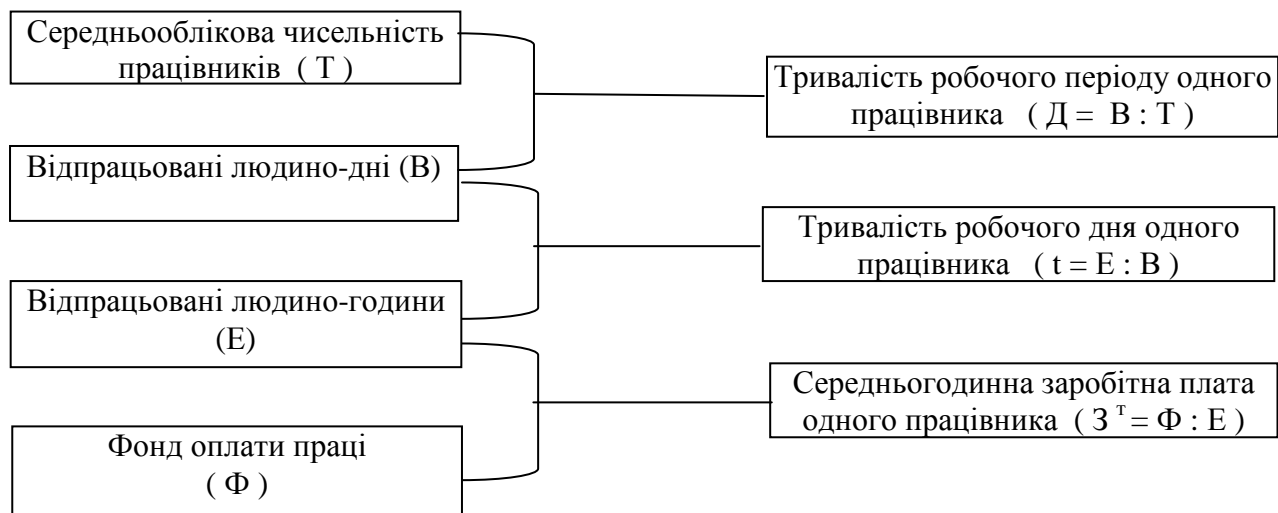 Середньооблікова чисельність
працівників ( Т )
Відпрацьовані людино-дні (В)
Відпрацьовані людино-години
(Е)
Фонд оплати праці
( Ф )
Тривалість робочого періоду одного
працівника ( Д = В : Т )
Тривалість робочого дня одного
працівника ( t = Е : В )
Середньогодинна заробітна плата
одного працівника ( З ᵀ = Ф : Е )